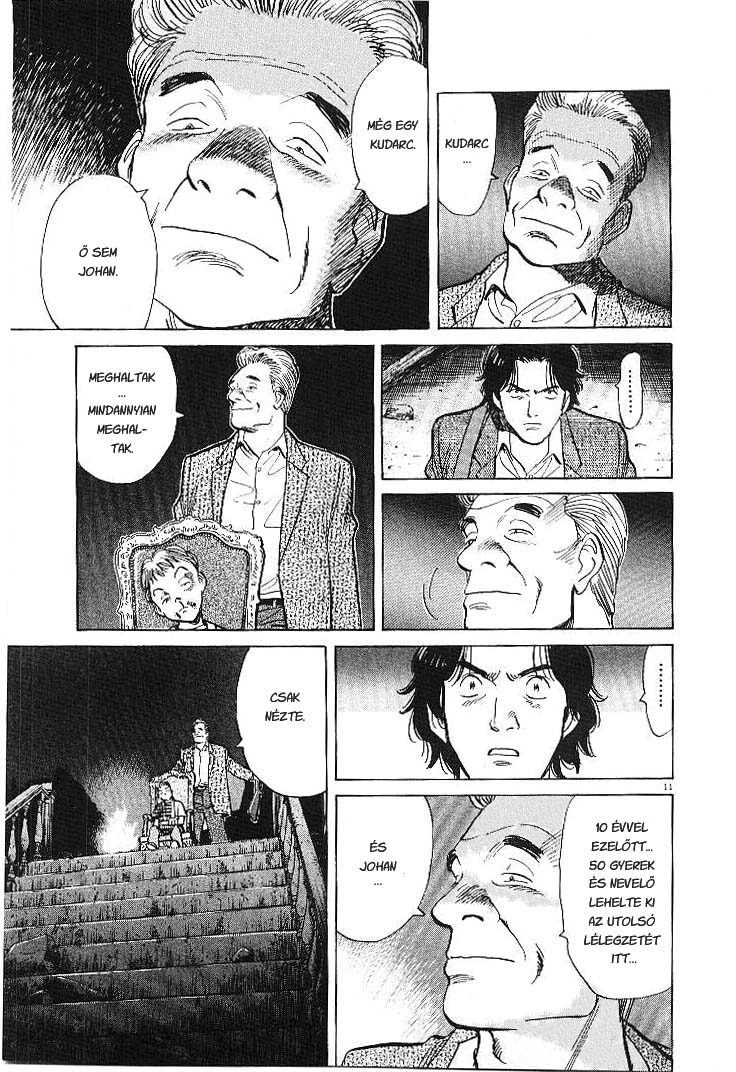 KUDARC
...
MÉG EGY
KUDARC.
Ő SEM
JOHAN.
........
MEGHALTAK
...
MINDANNYIAN
MEGHAL-
TAK.
........
11
10 ÉVVEL
EZELŐTT...
50 GYEREK
ÉS NEVELŐ
LEHELTE KI
AZ UTOLSÓ
LÉLEGZETÉT
ITT...
ÉS
JOHAN
...
CSAK
NÉZTE.